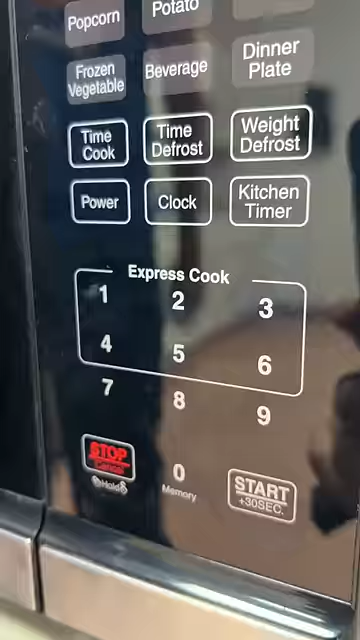 Popcorn
Potato
Frozen
Vegetable
Beverage
Dinner
Plate
Time
Cook
Time
Defrost
Weight
Defrost
Power
Clock
Kitchen
Timer
Express Cook
1 2 3
4 5 6
7 8 9
STOP
Cancel
Hold
0
Memory
START
+30SEC.